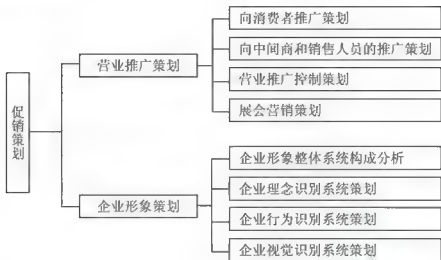 促销策划
营业推广策划
向消费者推广策划
向中间商和销售人员的推广策划
营业推广控制策划
展会营销策划
企业形象策划
企业形象整体系统构成分析
企业理念识别系统策划
企业行为识别系统策划
企业视觉识别系统策划